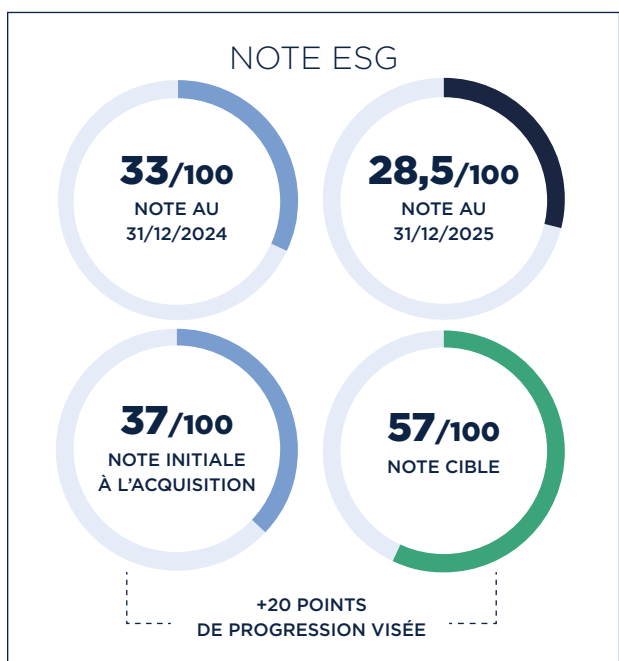 NOTE ESG
33/100
NOTE AU
31/12/2024
28,5/100
NOTE AU
31/12/2025
37/100
NOTE INITIALE
À L'ACQUISITION
57/100
NOTE CIBLE
+20 POINTS
DE PROGRESSION VISÉE